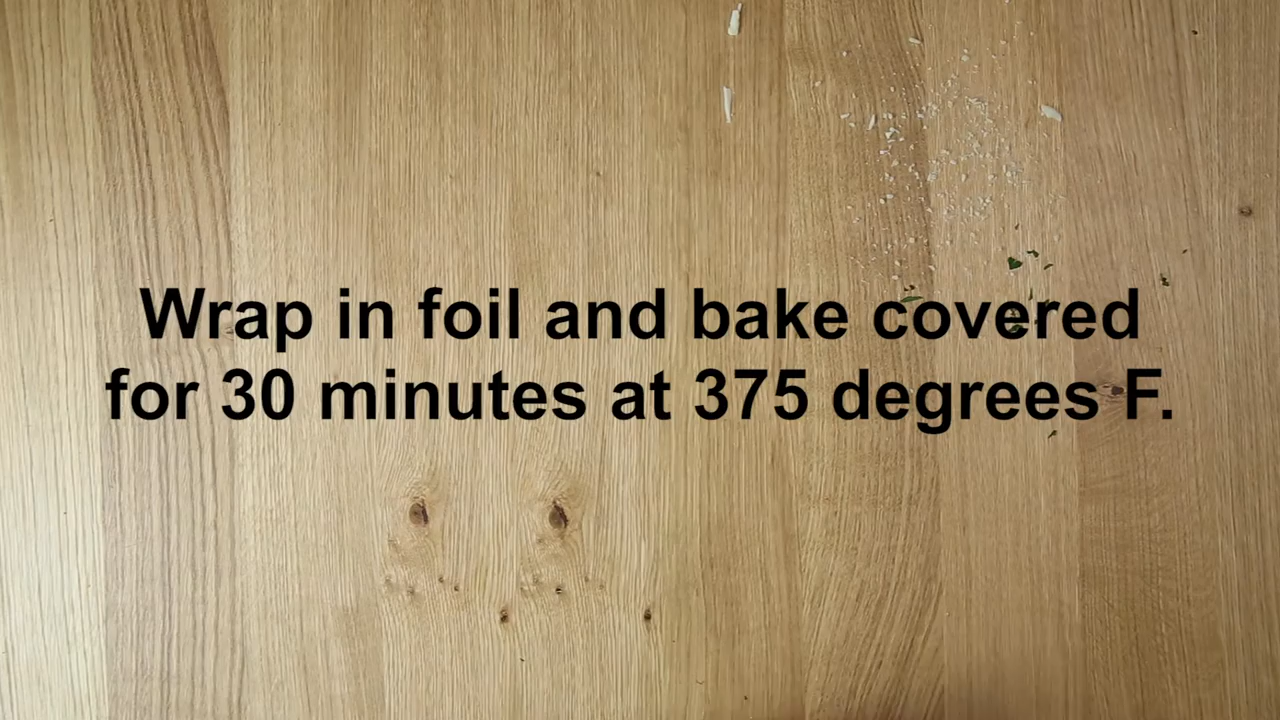 Wrap in foil and bake covered
for 30 minutes at 375 degrees F.